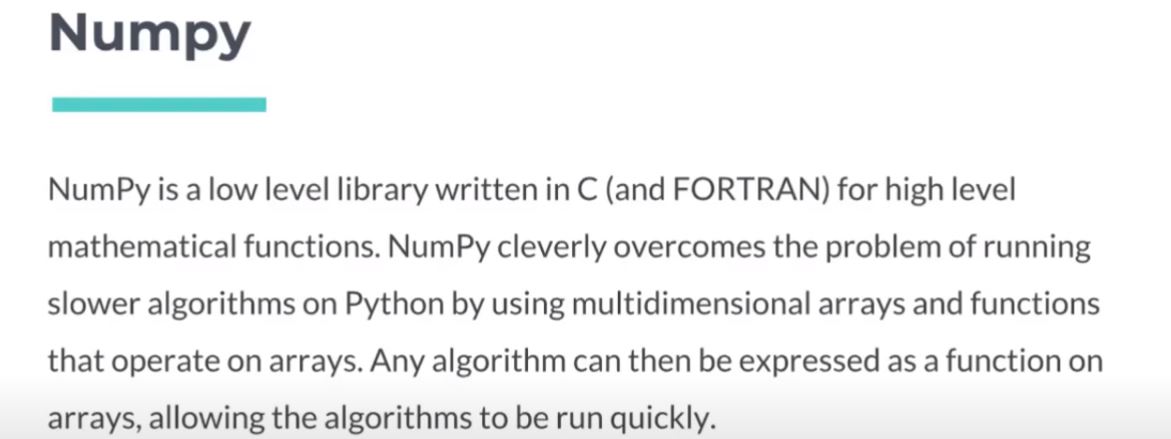 Numpy
NumPy is a low level library written in C (and FORTRAN) for high level
mathematical functions. NumPy cleverly overcomes the problem of running
slower algorithms on Python by using multidimensional arrays and functions
that operate on arrays. Any algorithm can then be expressed as a function on
arrays, allowing the algorithms to be run quickly.